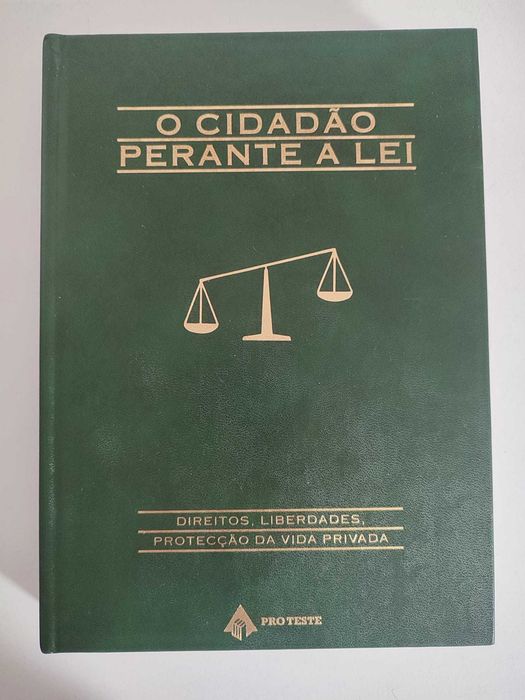 O CIDADÃO
PERANTE A LEI
DIREITOS, LIBERDADES,
PROTECÇÃO DA VIDA PRIVADA
PRO TESTE